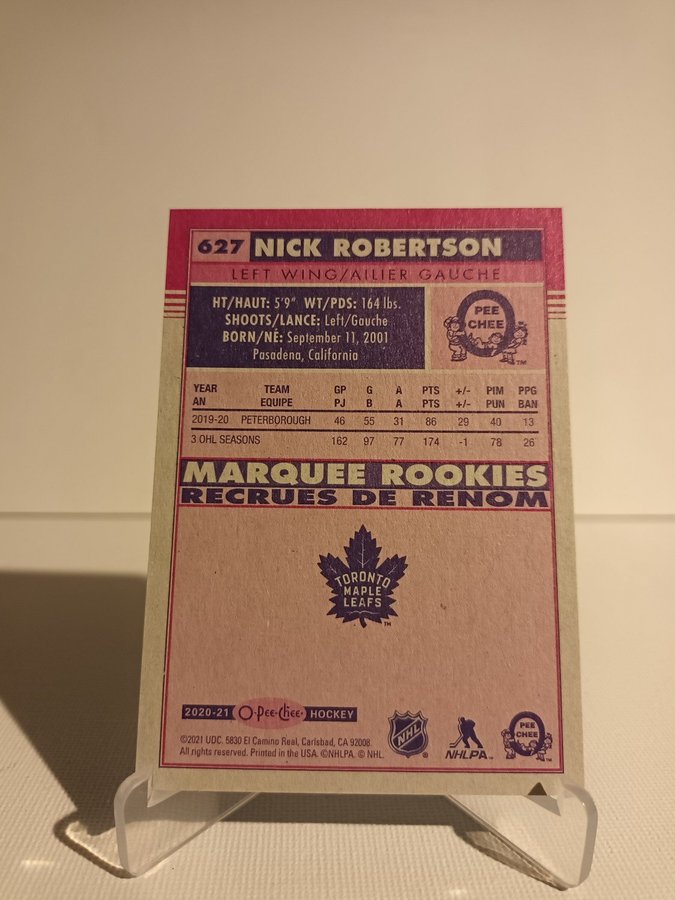 627 NICK ROBERTSON
LEFT WING/AILIER GAUCHE
HT/HAUT: 5'9" WT/PDS: 164 lbs.
SHOOTS/LANCE: Left/Gauche
BORN/NÉ: September 11, 2001
Pasadena, California
PEE
CHEE
TM
YEAR TEAM GP G A PTS +/- PIM PPG
AN EQUIPE PJ B A PTS +/- PUN BAN
2019-20 PETERBOROUGH 46 55 31 86 29 40 13
3 OHL SEASONS 162 97 77 174 -1 78 26
MARQUEE ROOKIES
RECRUES DE RENOM
TORONTO
MAPLE
LEAFS
TM
2020-21 O-Pee-Chee HOCKEY
©2021 UDC. 5830 El Camino Real, Carlsbad, CA 92008.
All rights reserved. Printed in the USA. ©NHLPA. © NHL.
NHL
NHLPA
PEE
CHEE